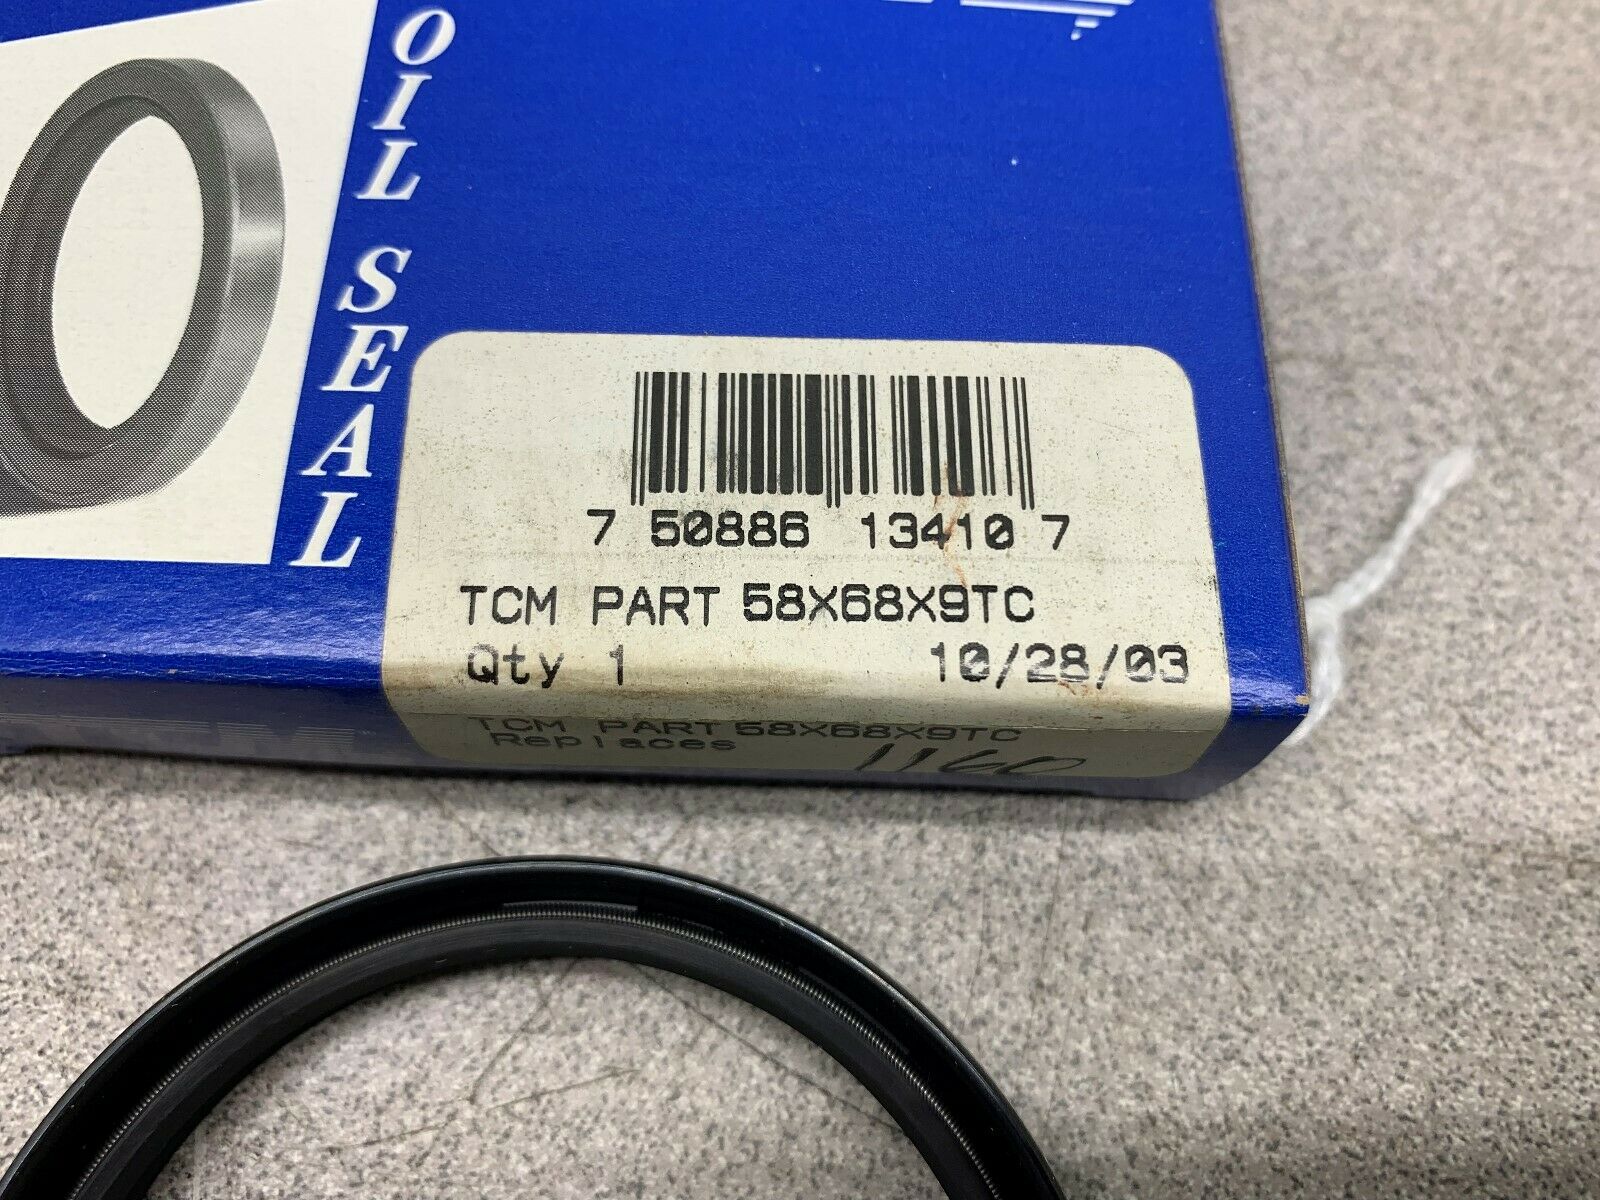 OIL SEAL
7 50886 13410 7
TCM PART 58X68X9TC
Qty 1 10/28/03
TCM PART 58X68X9TC
Replaces 1160